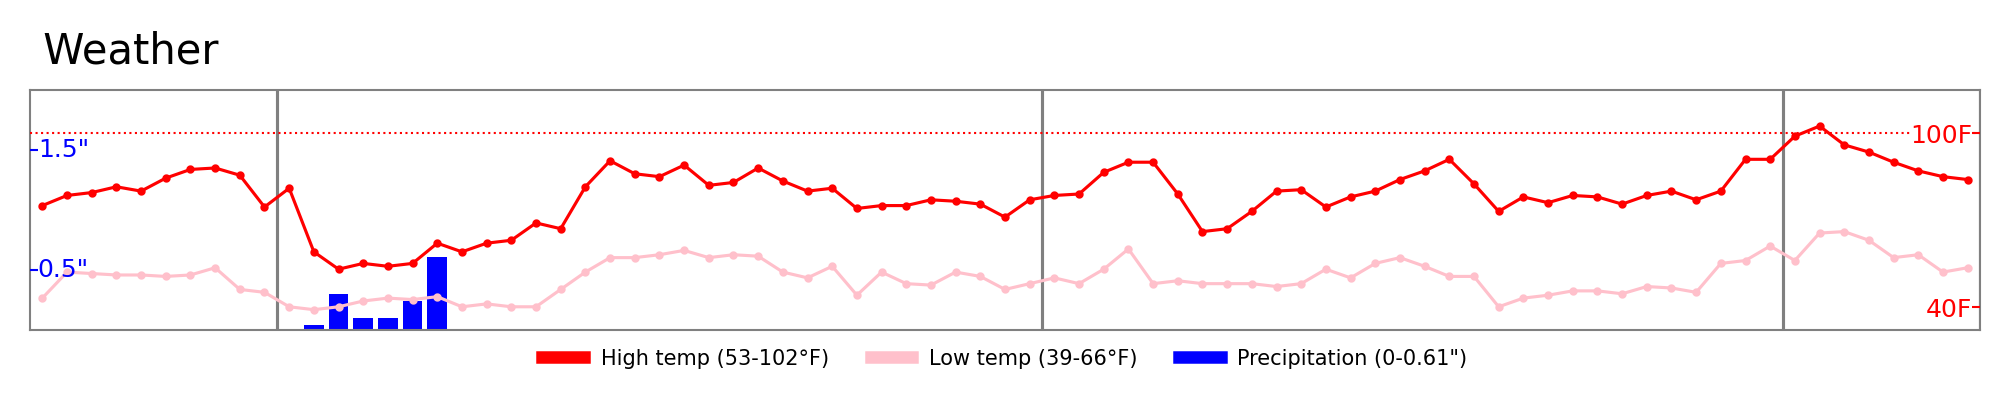 Weather
1.5"
100F
0.5"
40F
High temp (53-102°F)
Low temp (39-66°F)
Precipitation (0-0.61")